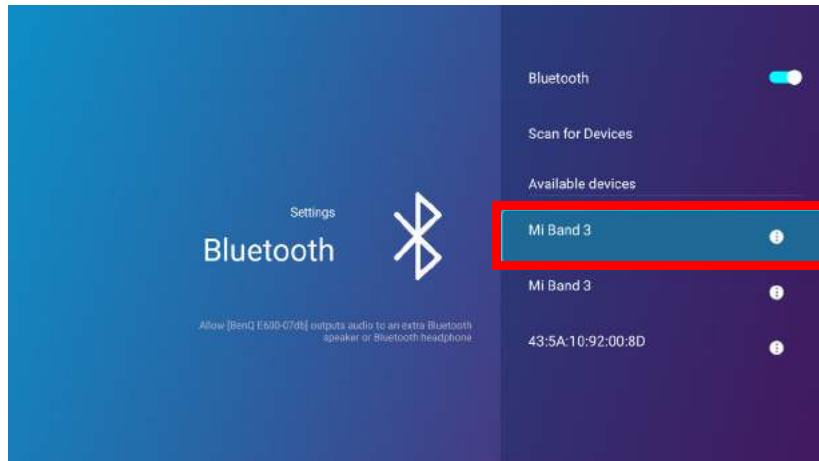 Settings
Bluetooth
Allow [BenQ E600-07db] outputs audio to an extra Bluetooth
speaker or Bluetooth headphone
Bluetooth
Scan for Devices
Available devices
Mi Band 3
Mi Band 3
43:5A:10:92:00:8D